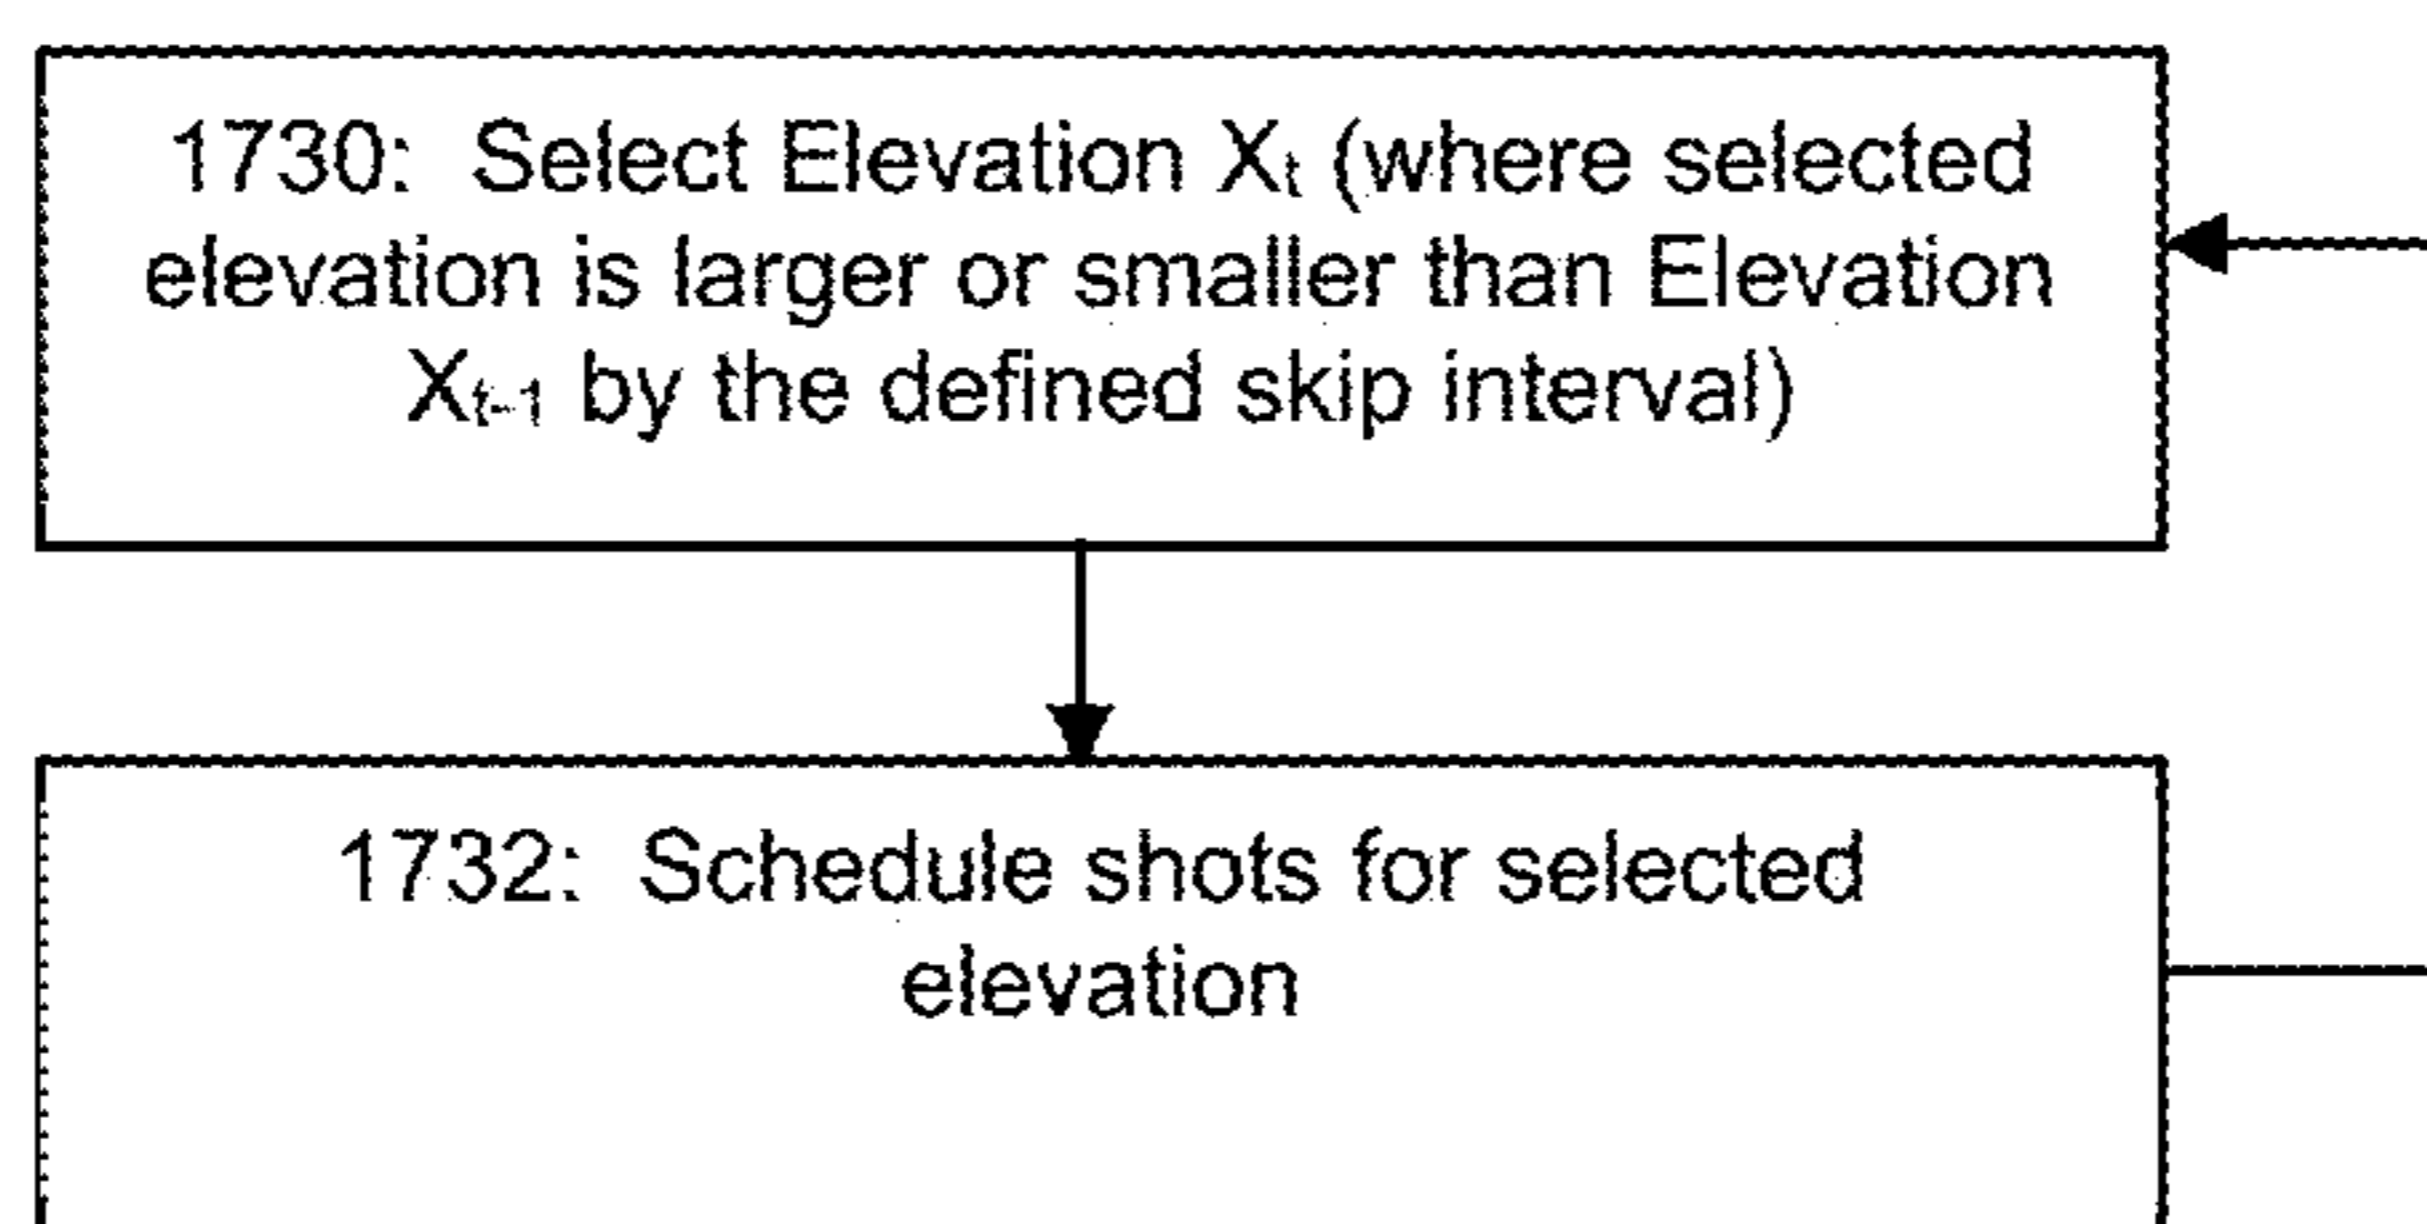 1730: Select Elevation Xₜ (where selected
elevation is larger or smaller than Elevation
Xₜ₋₁ by the defined skip interval)
1732: Schedule shots for selected
elevation